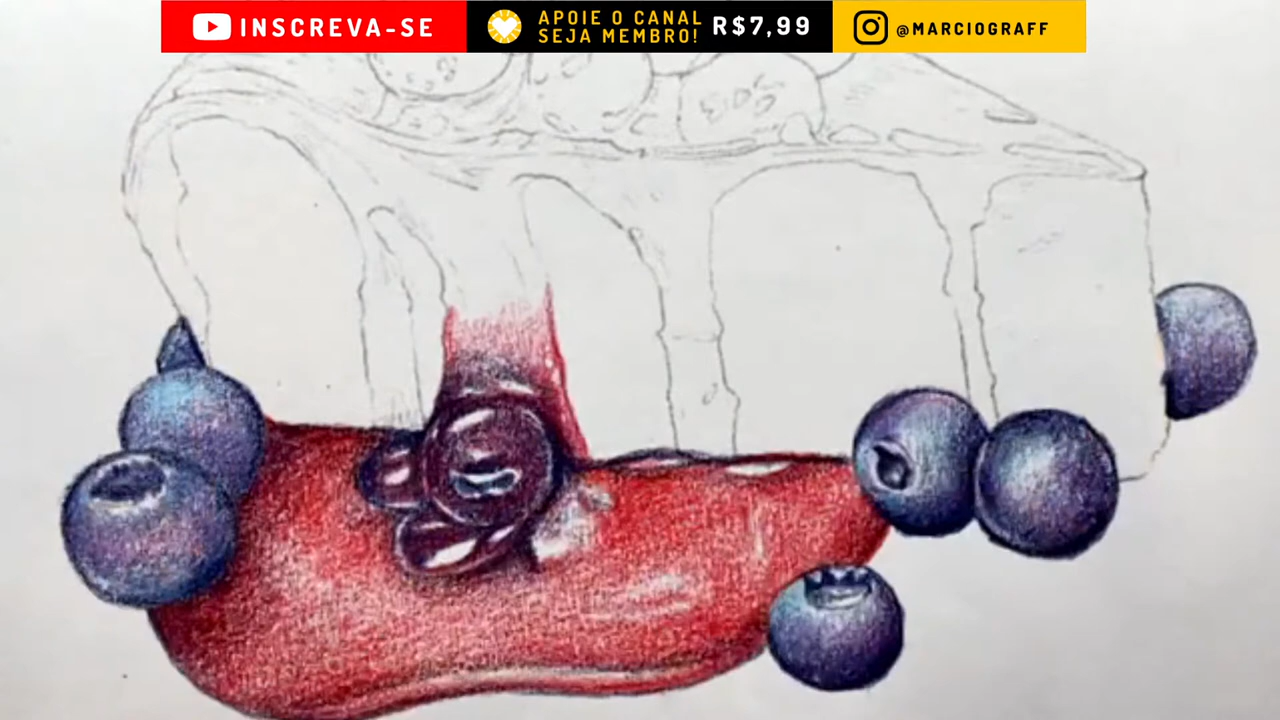 INSCREVA-SE
APOIE O CANAL
SEJA MEMBRO!
R$7,99
@MARCIOGRAFF